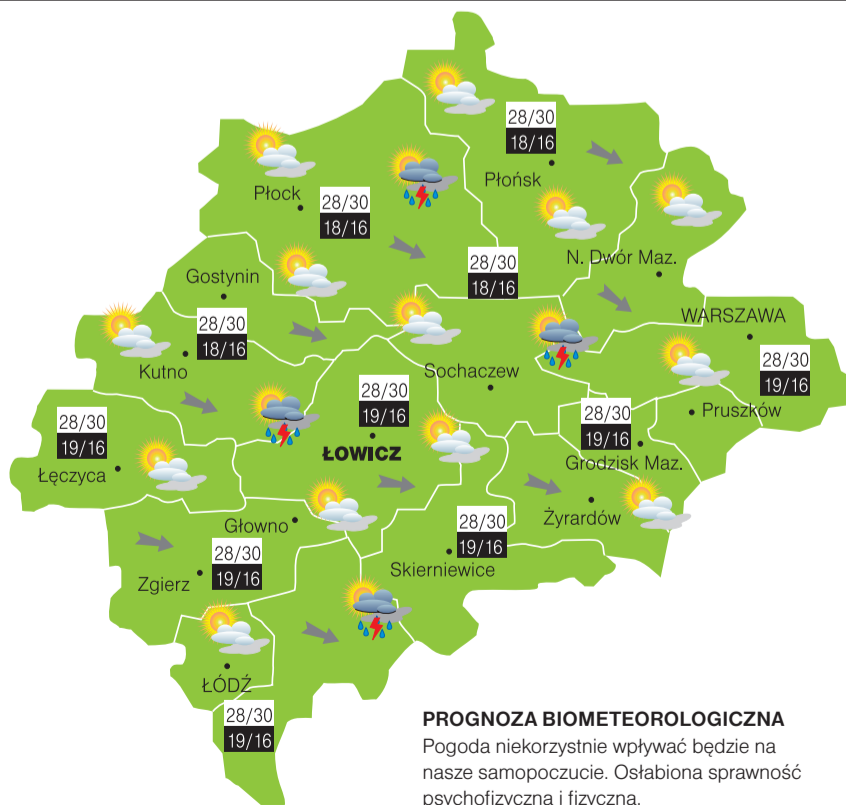 28/30
18/16
Płońsk
Płock
28/30
18/16
N. Dwór Maz.
28/30
18/16
Gostynin
28/30
18/16
Kutno
WARSZAWA
28/30
19/16
Sochaczew
28/30
19/16
ŁOWICZ
Pruszków
28/30
19/16
Grodzisk Maz.
28/30
19/16
Łęczyca
Żyrardów
Głowno
28/30
19/16
Skierniewice
28/30
19/16
Zgierz
ŁÓDŹ
28/30
19/16
PROGNOZA BIOMETEOROLOGICZNA
Pogoda niekorzystnie wpływać będzie na
nasze samopoczucie. Osłabiona sprawność
psychofizyczna i fizyczna.